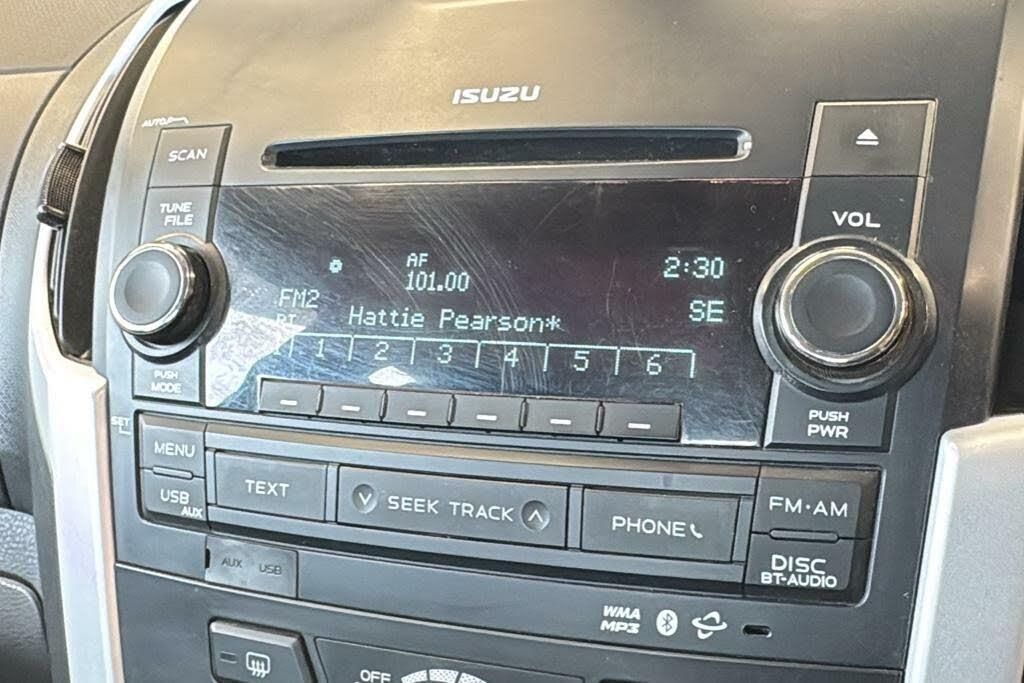 ISUZU
AUTO
SCAN
TUNE
FILE
VOL
AF
101.00
2:30
FM2
SE
RT
Hattie Pearson*
1 2 3 4 5 6
PUSH
MODE
PUSH
PWR
SET
MENU
USB
AUX
TEXT
SEEK TRACK
PHONE
FM·AM
DISC
BT-AUDIO
AUX USB
WMA
MP3
OFF